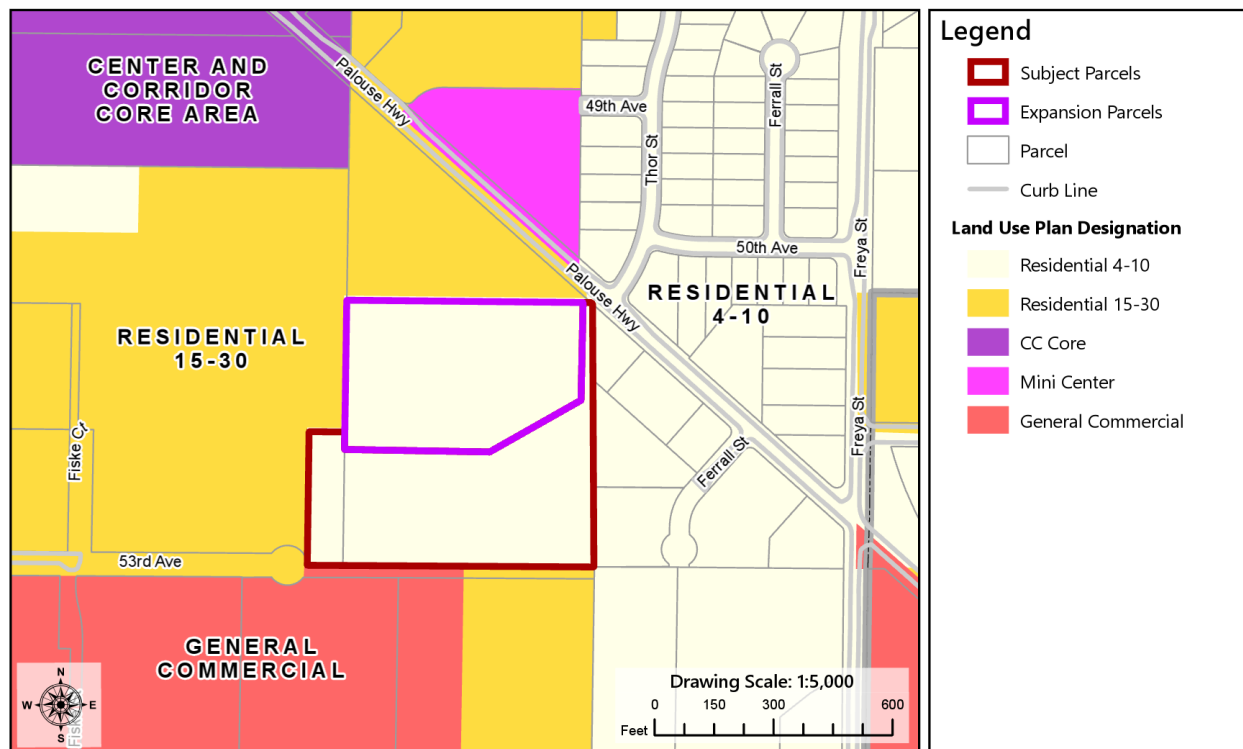 CENTER AND
CORRIDOR
CORE AREA
Palouse Hwy
49th Ave
Thor St
Ferrall St
50th Ave
Freya St
Palouse Hwy
RESIDENTIAL
4-10
RESIDENTIAL
15-30
Fiske Ct
Freya St
Ferrall St
53rd Ave
GENERAL
COMMERCIAL
N
W
E
S
Drawing Scale: 1:5,000
0 150 300 600
Feet
Legend
Subject Parcels
Expansion Parcels
Parcel
Curb Line
Land Use Plan Designation
Residential 4-10
Residential 15-30
CC Core
Mini Center
General Commercial